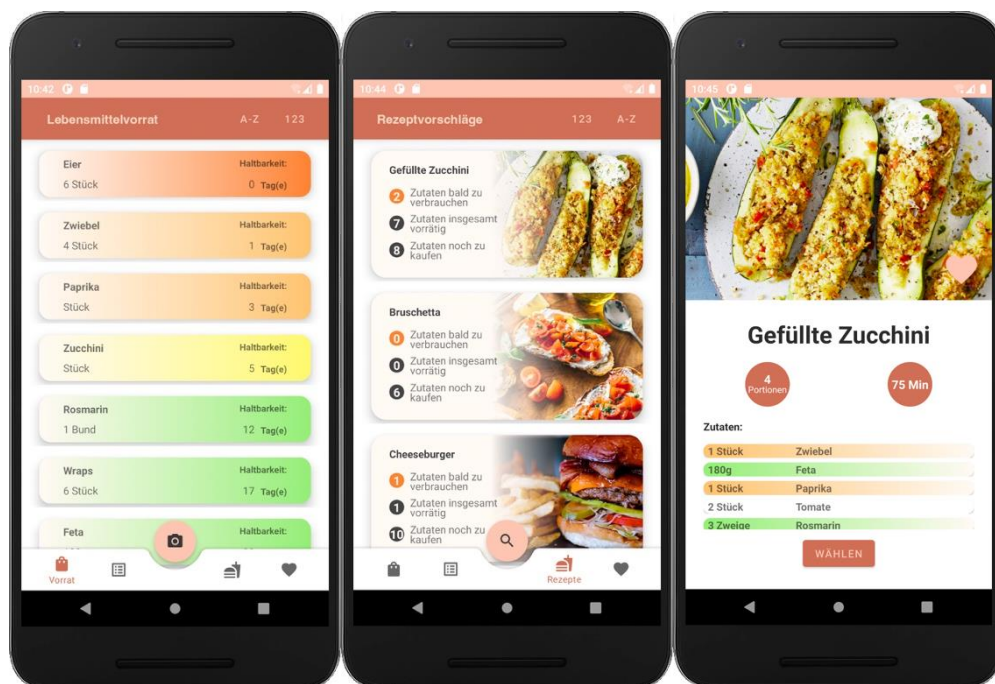 10:42
Lebensmittelvorrat A-Z 123
Eier Haltbarkeit:
6 Stück 0 Tag(e)
Zwiebel Haltbarkeit:
4 Stück 1 Tag(e)
Paprika Haltbarkeit:
Stück 3 Tag(e)
Zucchini Haltbarkeit:
Stück 5 Tag(e)
Rosmarin Haltbarkeit:
1 Bund 12 Tag(e)
Wraps Haltbarkeit:
6 Stück 17 Tag(e)
Feta Haltbarkeit:
Vorrat
10:44
Rezeptvorschläge 123 A-Z
Gefüllte Zucchini
2 Zutaten bald zu
verbrauchen
7 Zutaten insgesamt
vorrätig
8 Zutaten noch zu
kaufen
Bruschetta
0 Zutaten bald zu
verbrauchen
0 Zutaten insgesamt
vorrätig
6 Zutaten noch zu
kaufen
Cheeseburger
1 Zutaten bald zu
verbrauchen
1 Zutaten insgesamt
vorrätig
10 Zutaten noch zu
kaufen
Rezepte
10:45
Gefüllte Zucchini
4
Portionen
75 Min
Zutaten:
1 Stück Zwiebel
180g Feta
1 Stück Paprika
2 Stück Tomate
3 Zweige Rosmarin
WÄHLEN